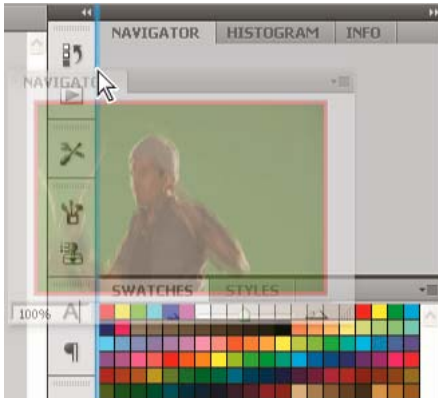 NAVIGATOR HISTOGRAM INFO
NAVIGATOR
SWATCHES STYLES
100%